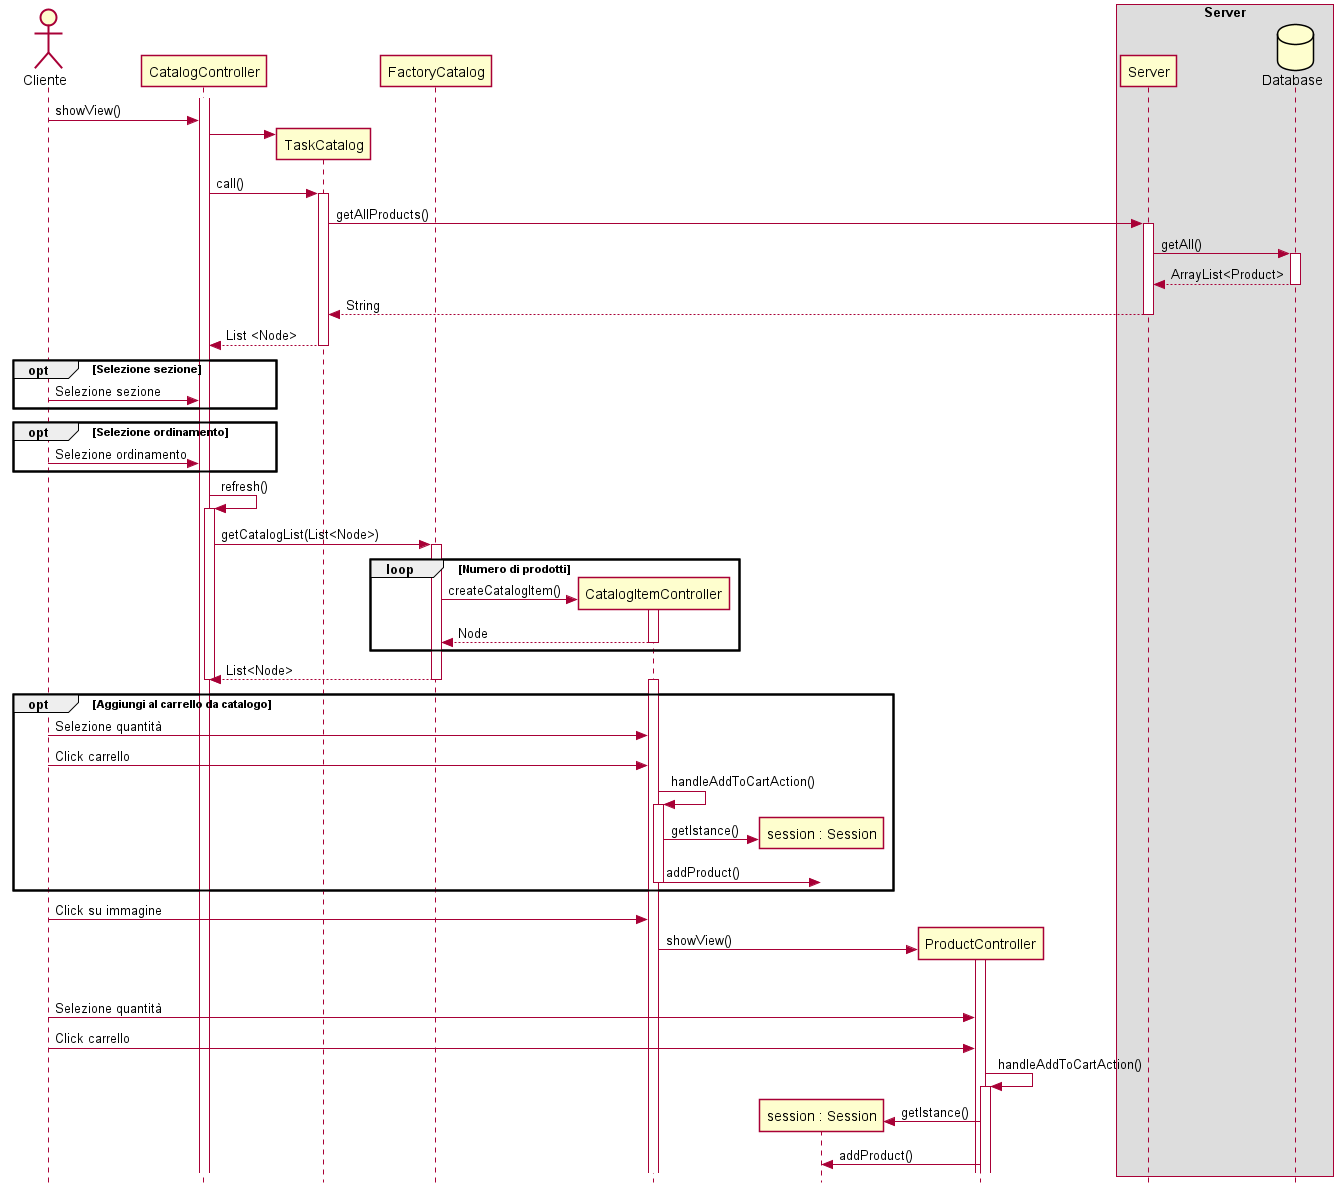 Server
Cliente
CatalogController
FactoryCatalog
Server
Database
showView()
TaskCatalog
call()
getAllProducts()
getAll()
ArrayList<Product>
String
List <Node>
opt [Selezione sezione]
Selezione sezione
opt [Selezione ordinamento]
Selezione ordinamento
refresh()
getCatalogList(List<Node>)
loop [Numero di prodotti]
createCatalogItem()
CatalogItemController
Node
List<Node>
opt [Aggiungi al carrello da catalogo]
Selezione quantità
Click carrello
handleAddToCartAction()
getIstance()
session : Session
addProduct()
Click su immagine
showView()
ProductController
Selezione quantità
Click carrello
handleAddToCartAction()
session : Session
getIstance()
addProduct()